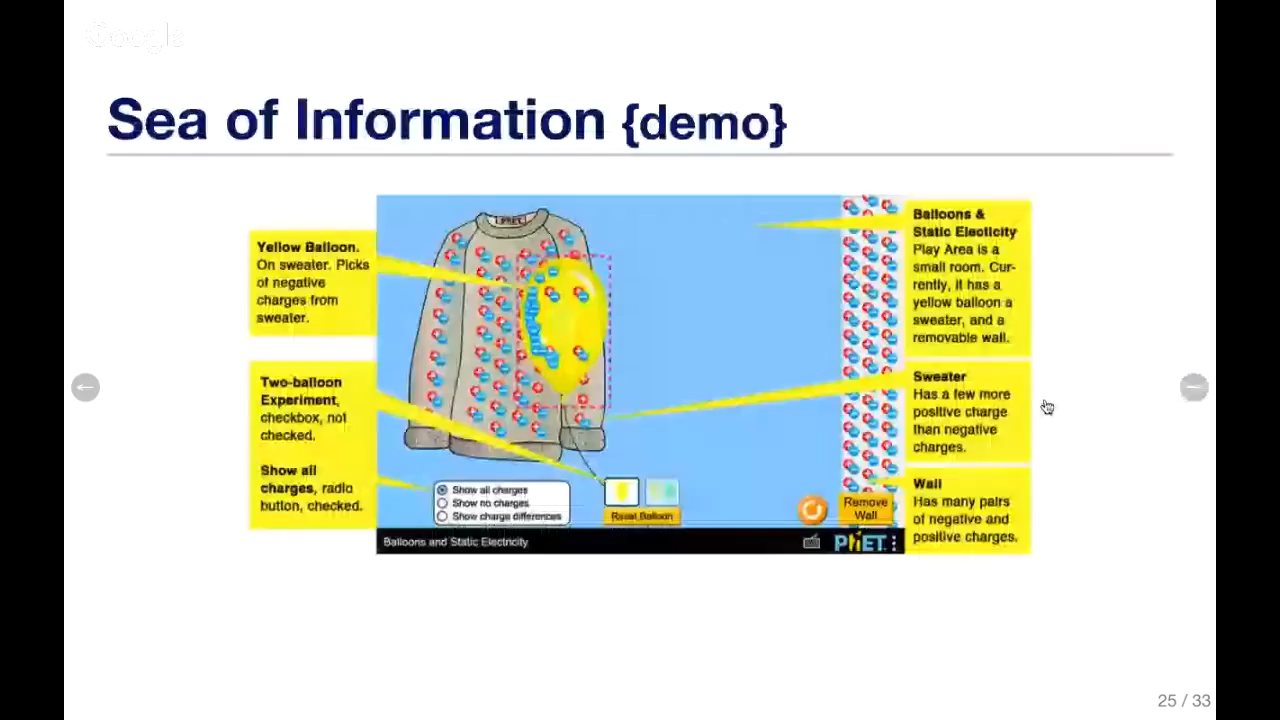 Google
Sea of Information {demo}
Yellow Balloon.
On sweater. Picks
of negative
charges from
sweater.
Two-balloon
Experiment,
checkbox, not
checked.
Show all
charges, radio
button, checked.
PhET
Show all charges
Show no charges
Show charge differences
Reset Balloon
Remove
Wall
Balloons and Static Electricity
PhET
Balloons &
Static Electicity
Play Area is a
small room. Cur-
rently, it has a
yellow balloon a
sweater, and a
removable wall.
Sweater
Has a few more
positive charge
than negative
charges.
Wall
Has many pairs
of negative and
positive charges.
25 / 33